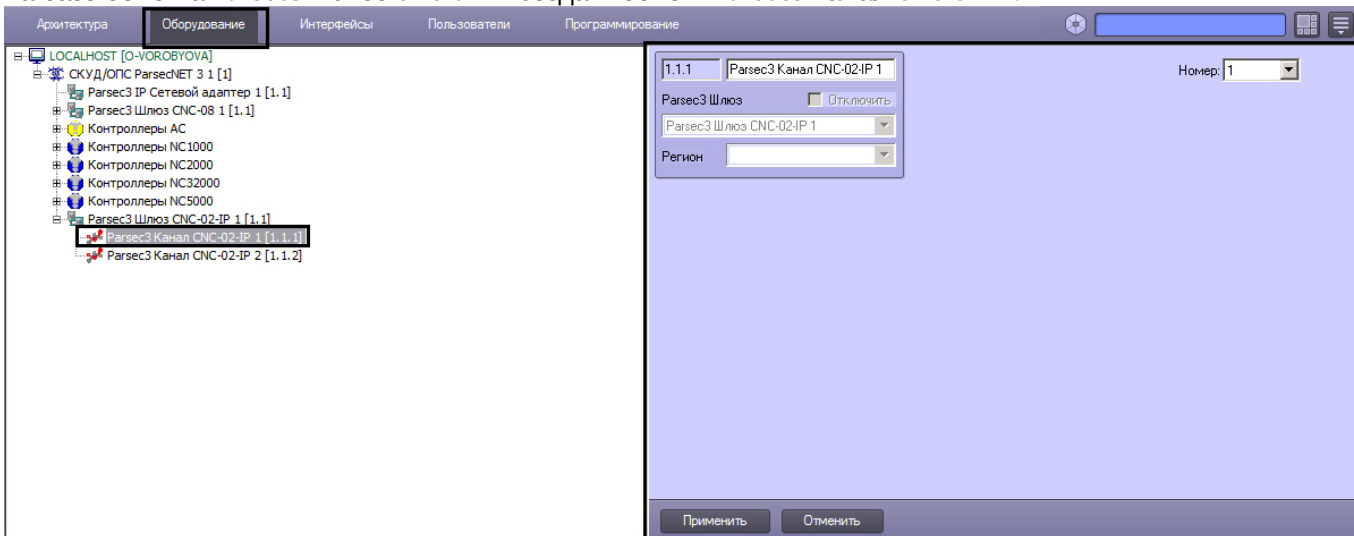 Архитектура Оборудование Интерфейсы Пользователи Программирование
LOCALHOST [O-VOROBYOVA]
СКУД/ОПС ParsecNET 3 1 [1]
Parsec3 IP Сетевой адаптер 1 [1.1]
Parsec3 Шлюз CNC-08 1 [1.1]
Контроллеры AC
Контроллеры NC1000
Контроллеры NC2000
Контроллеры NC32000
Контроллеры NC5000
Parsec3 Шлюз CNC-02-IP 1 [1.1]
Parsec3 Канал CNC-02-IP 1 [1.1.1]
Parsec3 Канал CNC-02-IP 2 [1.1.2]
1.1.1 Parsec3 Канал CNC-02-IP 1
Номер: 1
Parsec3 Шлюз Отключить
Parsec3 Шлюз CNC-02-IP 1
Регион
Применить Отменить